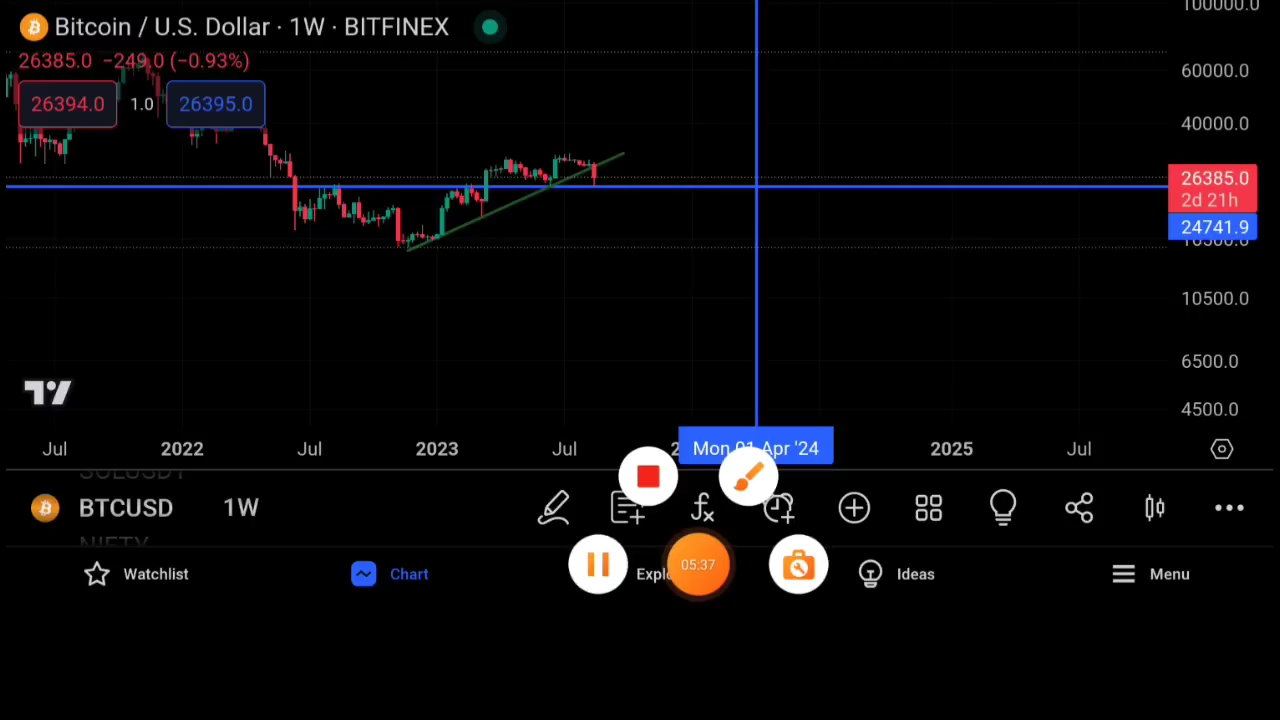 100000.0
Bitcoin / U.S. Dollar · 1W · BITFINEX
26385.0 −249.0 (−0.93%)
60000.0
26394.0 1.0 26395.0
40000.0
26385.0
2d 21h
24741.9
10500.0
6500.0
4500.0
Jul 2022 Jul 2023 Jul Mon 01 Apr '24 2025 Jul
SOLUSDT
BTCUSD 1W
NIFTY
Watchlist Chart 05:37 Ideas Menu